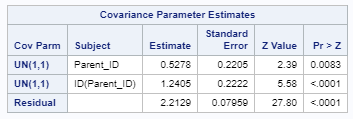 Covariance Parameter Estimates
Cov Parm Subject Estimate Standard Error Z Value Pr > Z
UN(1,1) Parent_ID 0.5278 0.2205 2.39 0.0083
UN(1,1) ID(Parent_ID) 1.2405 0.2222 5.58 <.0001
Residual 2.2129 0.07959 27.80 <.0001